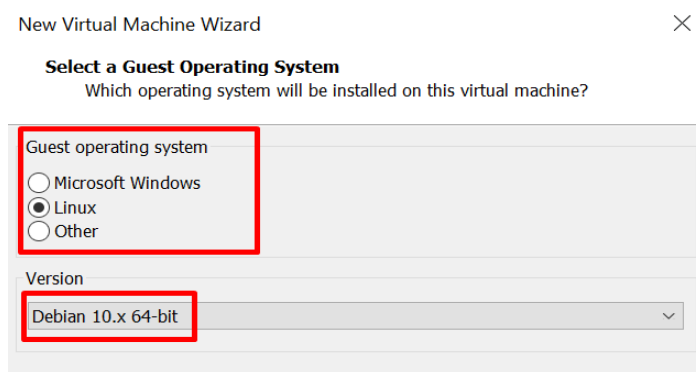 New Virtual Machine Wizard
Select a Guest Operating System
Which operating system will be installed on this virtual machine?
Guest operating system
Microsoft Windows
Linux
Other
Version
Debian 10.x 64-bit